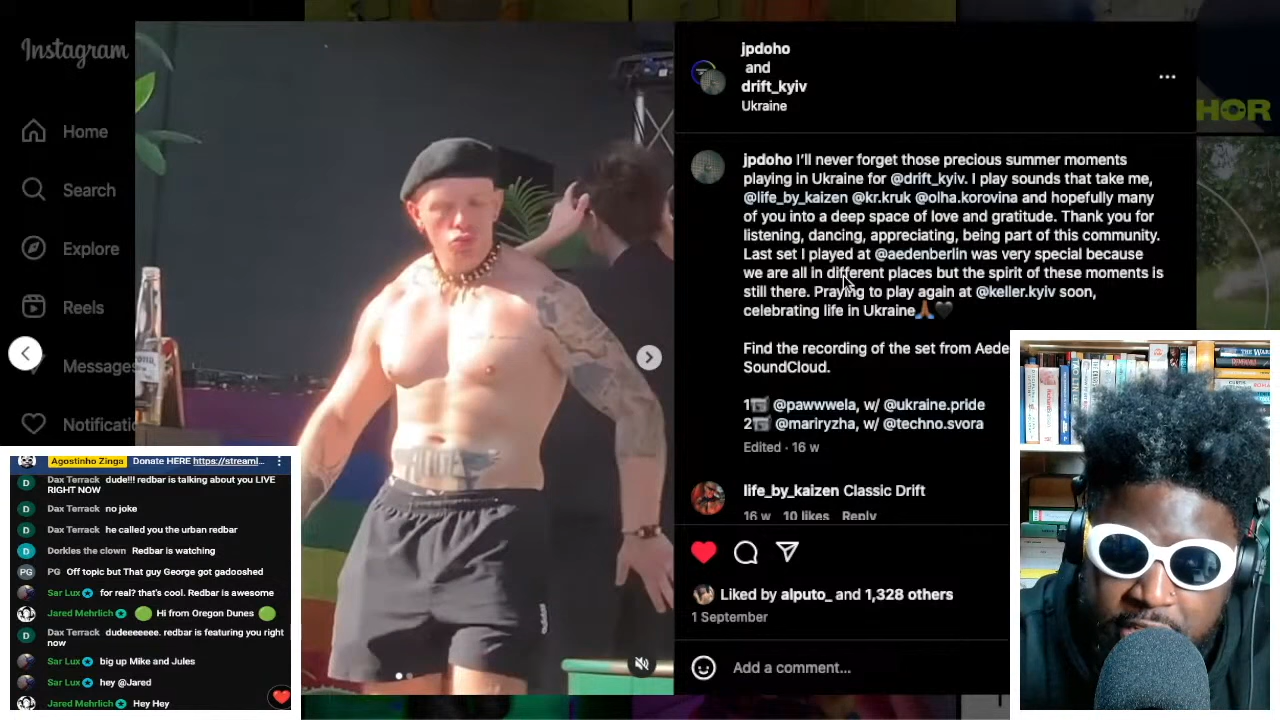 Instagram
Home
Search
Explore
Reels
Messages
Notificatio
jpdoho
and
drift_kyiv
Ukraine
HOR
jpdoho I'll never forget those precious summer moments
playing in Ukraine for @drift_kyiv. I play sounds that take me,
@life_by_kaizen @kr.kruk @olha.korovina and hopefully many
of you into a deep space of love and gratitude. Thank you for
listening, dancing, appreciating, being part of this community.
Last set I played at @aedenberlin was very special because
we are all in different places but the spirit of these moments is
still there. Praying to play again at @keller.kyiv soon,
celebrating life in Ukraine🙏🏾🖤
Find the recording of the set from Aede
SoundCloud.
1 @pawwwela, w/ @ukraine.pride
2 @mariryzha, w/ @techno.svora
Edited · 16 w
life_by_kaizen Classic Drift
16 w 10 likes Reply
Liked by alputo_ and 1,328 others
1 September
Add a comment...
Agostinho Zinga Donate HERE https://streaml...
D Dax Terrack dude!!! redbar is talking about you LIVE
RIGHT NOW
D Dax Terrack no joke
D Dax Terrack he called you the urban redbar
D Dorkles the clown Redbar is watching
PG PG Off topic but That guy George got gadooshed
Sar Lux for real? that's cool. Redbar is awesome
Jared Mehrlich 🟢 Hi from Oregon Dunes 🟢
D Dax Terrack dudeeeeeee. redbar is featuring you right
now
Sar Lux big up Mike and Jules
Sar Lux hey @Jared
Jared Mehrlich Hey Hey